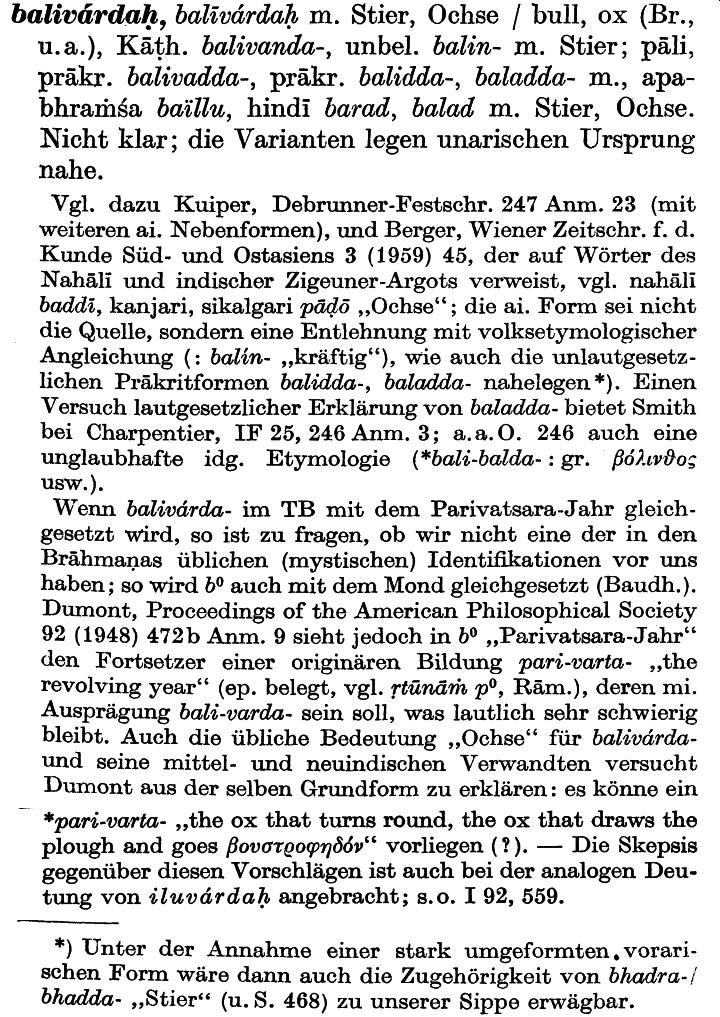 balivárdaḥ, balīvárdaḥ m. Stier, Ochse / bull, ox (Br.,
u. a.), Kāṭh. balivanda-, unbel. balin- m. Stier; pāli,
prākr. balivadda-, prākr. balidda-, baladda- m., apa-
bhraṁśa baïllu, hindī barad, balad m. Stier, Ochse.
Nicht klar; die Varianten legen unarischen Ursprung
nahe.
Vgl. dazu Kuiper, Debrunner-Festschr. 247 Anm. 23 (mit
weiteren ai. Nebenformen), und Berger, Wiener Zeitschr. f. d.
Kunde Süd- und Ostasiens 3 (1959) 45, der auf Wörter des
Nahālī und indischer Zigeuner-Argots verweist, vgl. nahālī
baddī, kanjari, sikalgari pāḍō „Ochse“; die ai. Form sei nicht
die Quelle, sondern eine Entlehnung mit volksetymologischer
Angleichung (: balín- „kräftig“), wie auch die unlautgesetz-
lichen Prākritformen balidda-, baladda- nahelegen*). Einen
Versuch lautgesetzlicher Erklärung von baladda- bietet Smith
bei Charpentier, IF 25, 246 Anm. 3; a.a.O. 246 auch eine
unglaubhafte idg. Etymologie (*bali-balda- : gr. βόλινθος
usw.).
Wenn balivárda- im TB mit dem Parivatsara-Jahr gleich-
gesetzt wird, so ist zu fragen, ob wir nicht eine der in den
Brāhmaṇas üblichen (mystischen) Identifikationen vor uns
haben; so wird b⁰ auch mit dem Mond gleichgesetzt (Baudh.).
Dumont, Proceedings of the American Philosophical Society
92 (1948) 472b Anm. 9 sieht jedoch in b⁰ „Parivatsara-Jahr“
den Fortsetzer einer originären Bildung pari-varta- „the
revolving year“ (ep. belegt, vgl. ṛtūnāṁ p⁰, Rām.), deren mi.
Ausprägung bali-varda- sein soll, was lautlich sehr schwierig
bleibt. Auch die übliche Bedeutung „Ochse“ für balivárda-
und seine mittel- und neuindischen Verwandten versucht
Dumont aus der selben Grundform zu erklären: es könne ein
*pari-varta- „the ox that turns round, the ox that draws the
plough and goes βουστροφηδόν“ vorliegen (?). — Die Skepsis
gegenüber diesen Vorschlägen ist auch bei der analogen Deu-
tung von iluvárdaḥ angebracht; s.o. I 92, 559.
*) Unter der Annahme einer stark umgeformten, vorari-
schen Form wäre dann auch die Zugehörigkeit von bhadra-/
bhadda- „Stier“ (u. S. 468) zu unserer Sippe erwägbar.